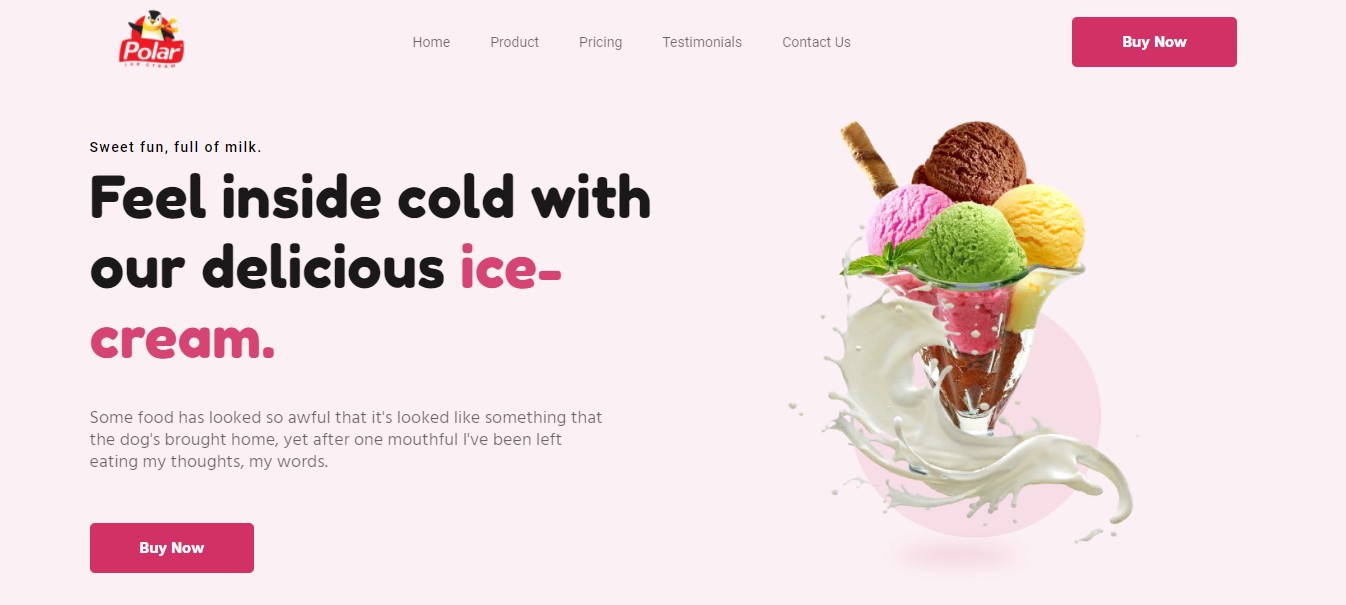 Polar
ICE CREAM
Home Product Pricing Testimonials Contact Us
Buy Now
Sweet fun, full of milk.
Feel inside cold with
our delicious ice-
cream.
Some food has looked so awful that it's looked like something that
the dog's brought home, yet after one mouthful I've been left
eating my thoughts, my words.
Buy Now